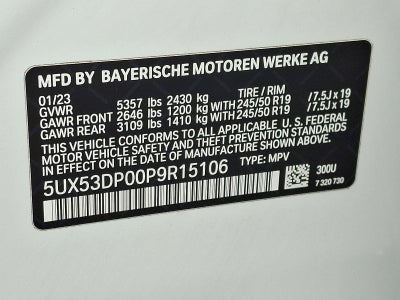 MFD BY BAYERISCHE MOTOREN WERKE AG
01/23 TIRE / RIM
GVWR 5357 lbs 2430 kg
GAWR FRONT 2646 lbs 1200 kg WITH 245/50 R19 /7.5J x 19
GAWR REAR 3109 lbs 1410 kg WITH 245/50 R19 /7.5J x 19
THIS VEHICLE CONFORMS TO ALL APPLICABLE U.S. FEDERAL
MOTOR VEHICLE SAFETY, BUMPER, AND THEFT PREVENTION STANDARDS
IN EFFECT ON THE DATE OF MANUFACTURE SHOWN ABOVE.
5UX53DP00P9R15106 TYPE: MPV
300U
7 320 730